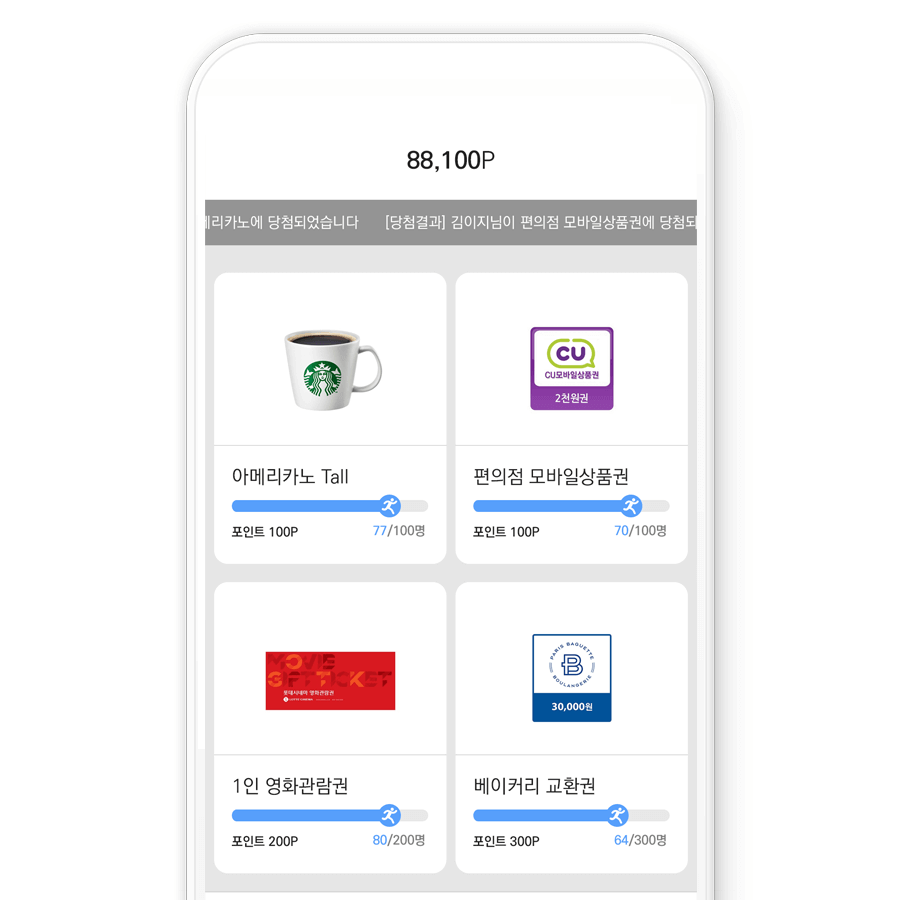 88,100P
리카노에 당첨되었습니다 [당첨결과] 김이지님이 편의점 모바일상품권에 당첨되
CU
CU모바일상품권
2천원권
아메리카노 Tall
포인트 100P 77/100명
편의점 모바일상품권
포인트 100P 70/100명
MOVIE
GIFT TICKET
롯데시네마 영화관람권
PARIS BAGUETTE
B
BOULANGERIE
30,000원
1인 영화관람권
포인트 200P 80/200명
베이커리 교환권
포인트 300P 64/300명